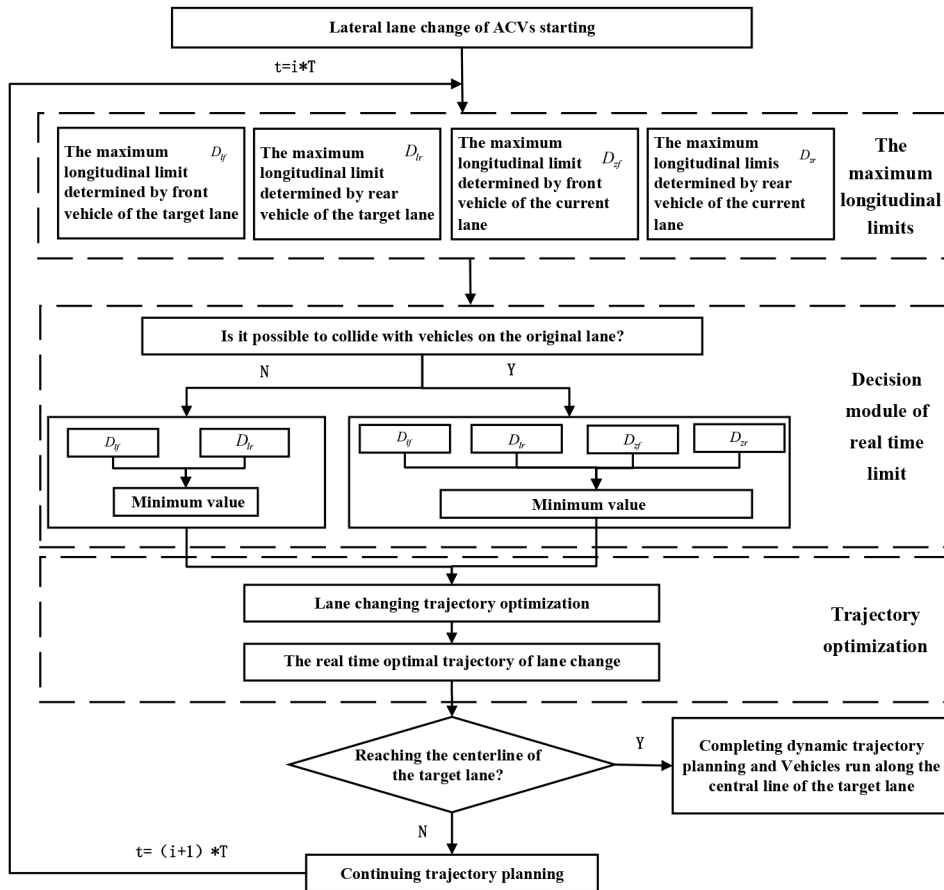 Lateral lane change of ACVs starting
t=i*T
The maximum D_lf
longitudinal limit
determined by front
vehicle of the target lane
The maximum D_lr
longitudinal limit
determined by rear
vehicle of the target lane
The maximum
longitudinal limit D_zf
determined by front
vehicle of the current
lane
The maximum
longitudinal limis D_zr
determined by rear
vehicle of the current
lane
The
maximum
longitudinal
limits
Is it possible to collide with vehicles on the original lane?
N
Y
D_lf
D_lr
Minimum value
D_lf
D_lr
D_zf
D_zr
Minimum value
Decision
module of
real time
limit
Lane changing trajectory optimization
The real time optimal trajectory of lane change
Trajectory
optimization
Reaching the centerline of
the target lane?
Y
Completing dynamic trajectory
planning and Vehicles run along the
central line of the target lane
N
t= (i+1) *T
Continuing trajectory planning